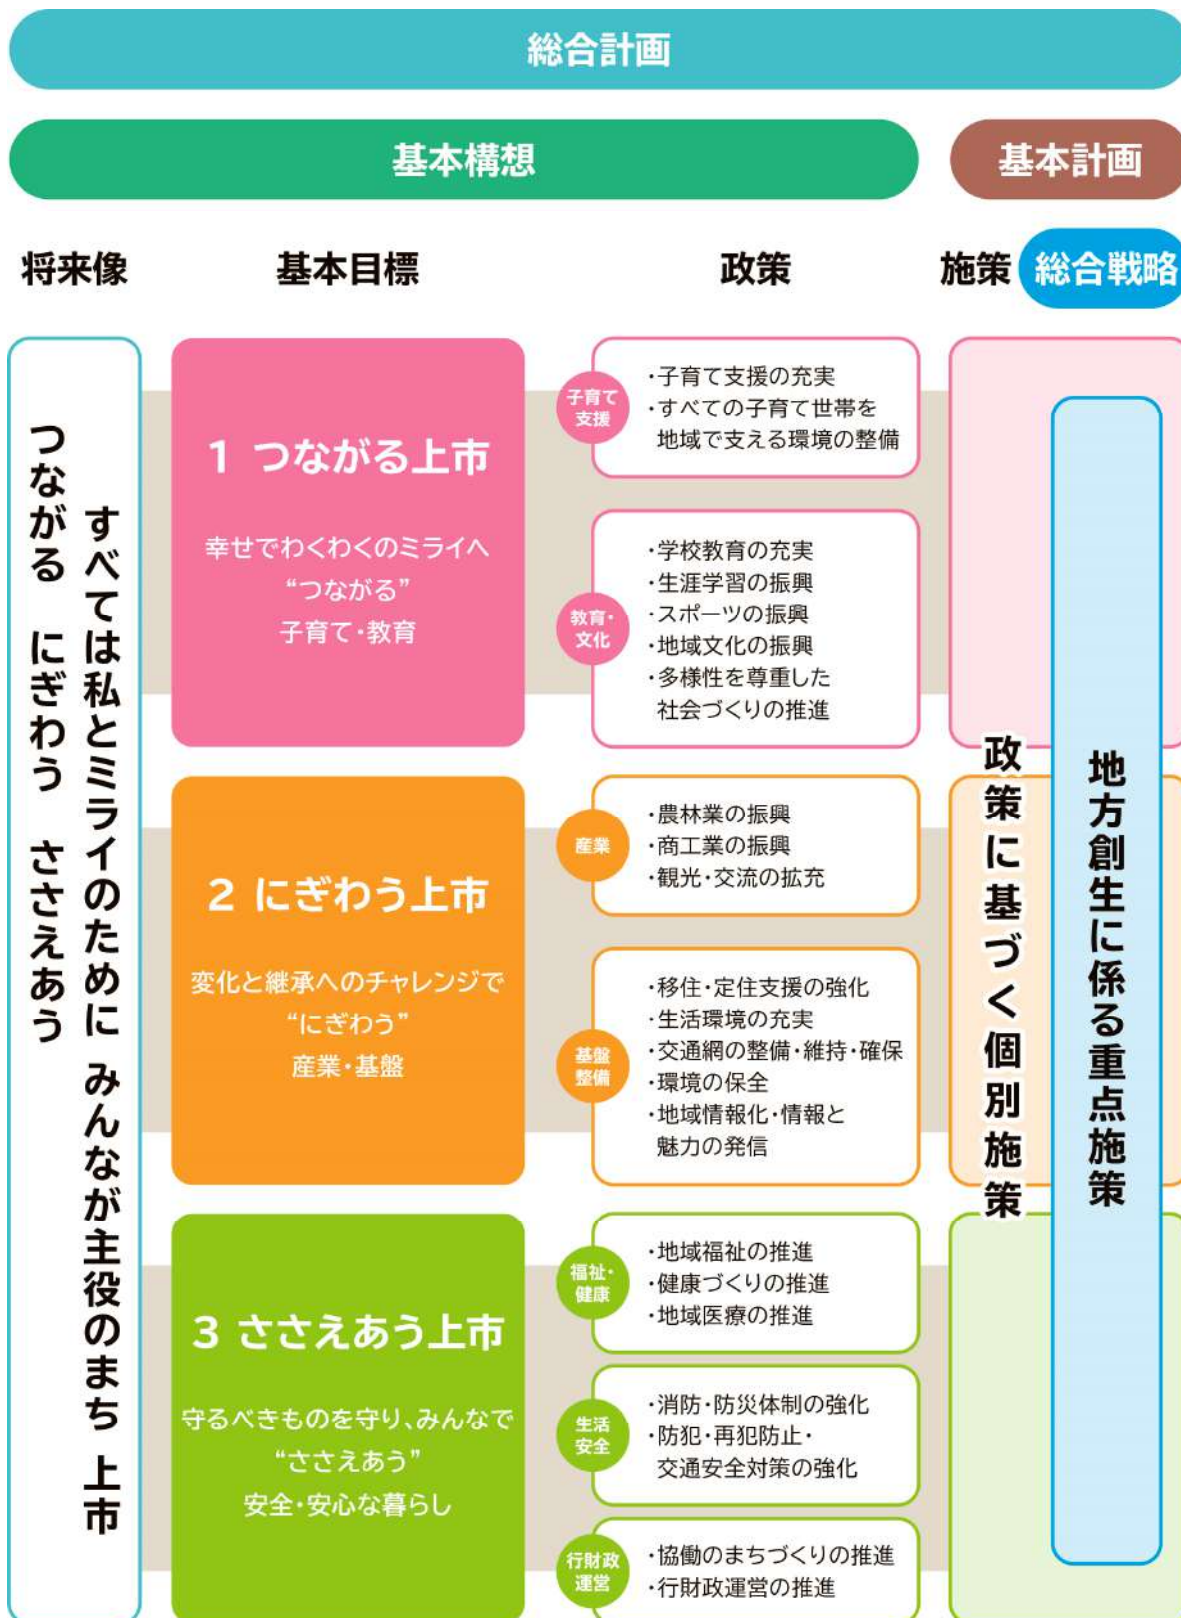 総合計画
基本構想
基本計画
将来像
基本目標
政策
施策
総合戦略
すべては私とミライのために みんなが主役のまち 上市
つながる にぎわう ささえあう
1 つながる上市
幸せでわくわくのミライへ
“つながる”
子育て・教育
子育て
支援
・子育て支援の充実
・すべての子育て世帯を
地域で支える環境の整備
教育・
文化
・学校教育の充実
・生涯学習の振興
・スポーツの振興
・地域文化の振興
・多様性を尊重した
社会づくりの推進
2 にぎわう上市
変化と継承へのチャレンジで
“にぎわう”
産業・基盤
産業
・農林業の振興
・商工業の振興
・観光・交流の拡充
基盤
整備
・移住・定住支援の強化
・生活環境の充実
・交通網の整備・維持・確保
・環境の保全
・地域情報化・情報と
魅力の発信
3 ささえあう上市
守るべきものを守り、みんなで
“ささえあう”
安全・安心な暮らし
福祉・
健康
・地域福祉の推進
・健康づくりの推進
・地域医療の推進
生活
安全
・消防・防災体制の強化
・防犯・再犯防止・
交通安全対策の強化
行財政
運営
・協働のまちづくりの推進
・行財政運営の推進
政策に基づく個別施策
地方創生に係る重点施策